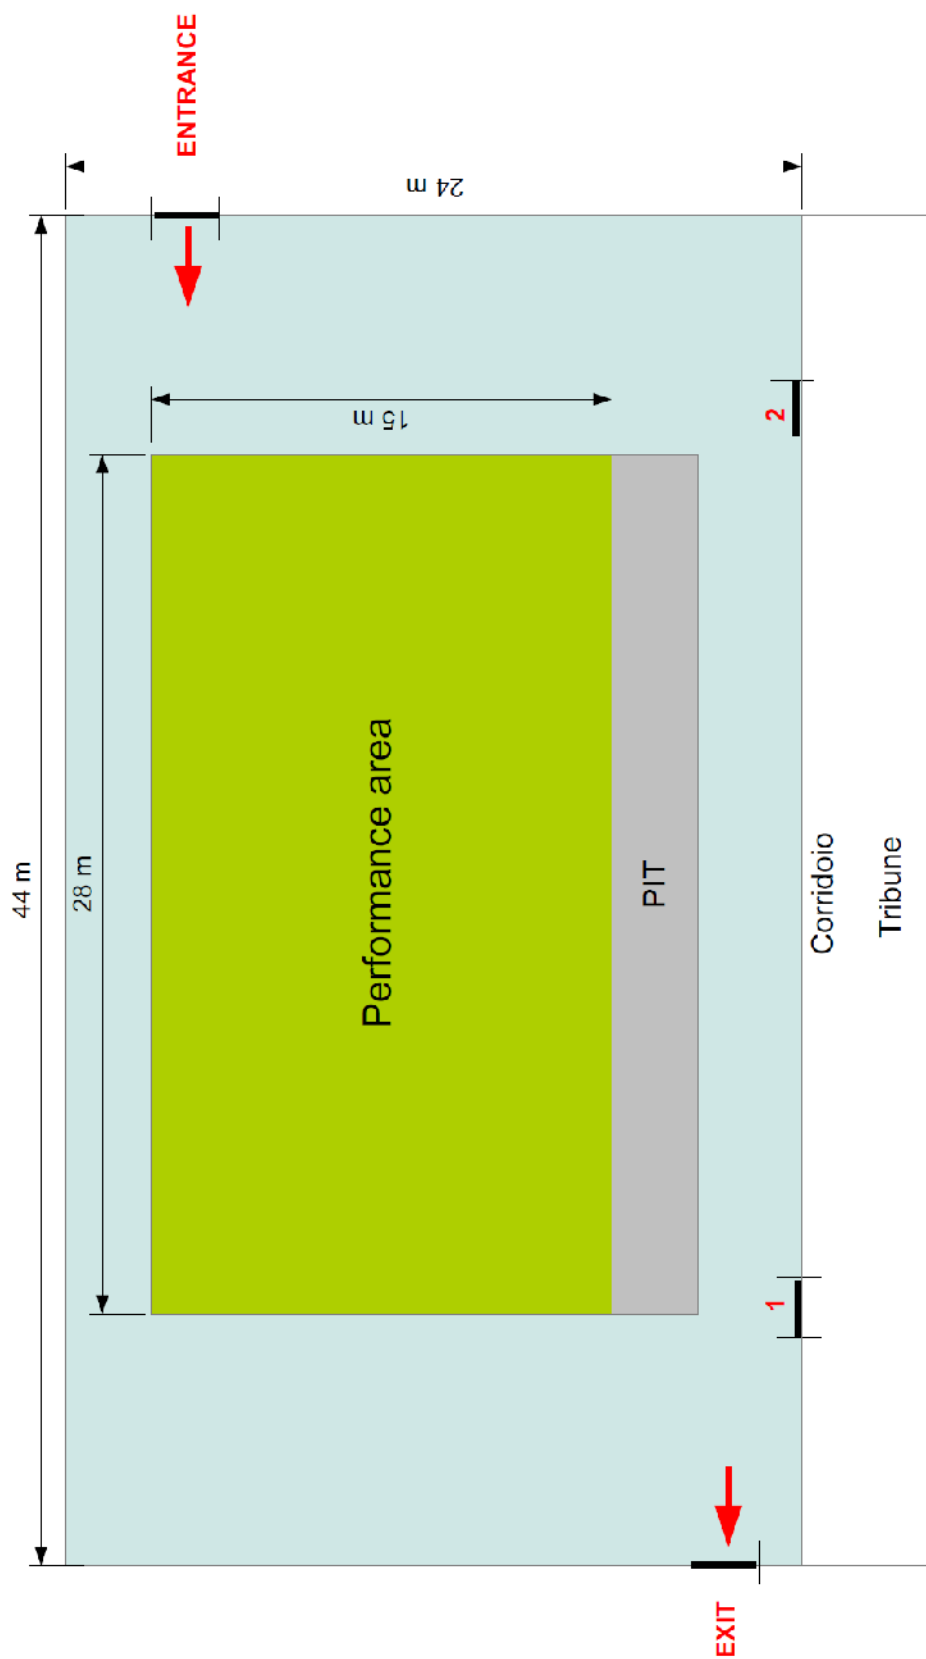 ENTRANCE
24 m
44 m
28 m
15 m
2
Performance area
PIT
Corridoio
Tribune
1
EXIT